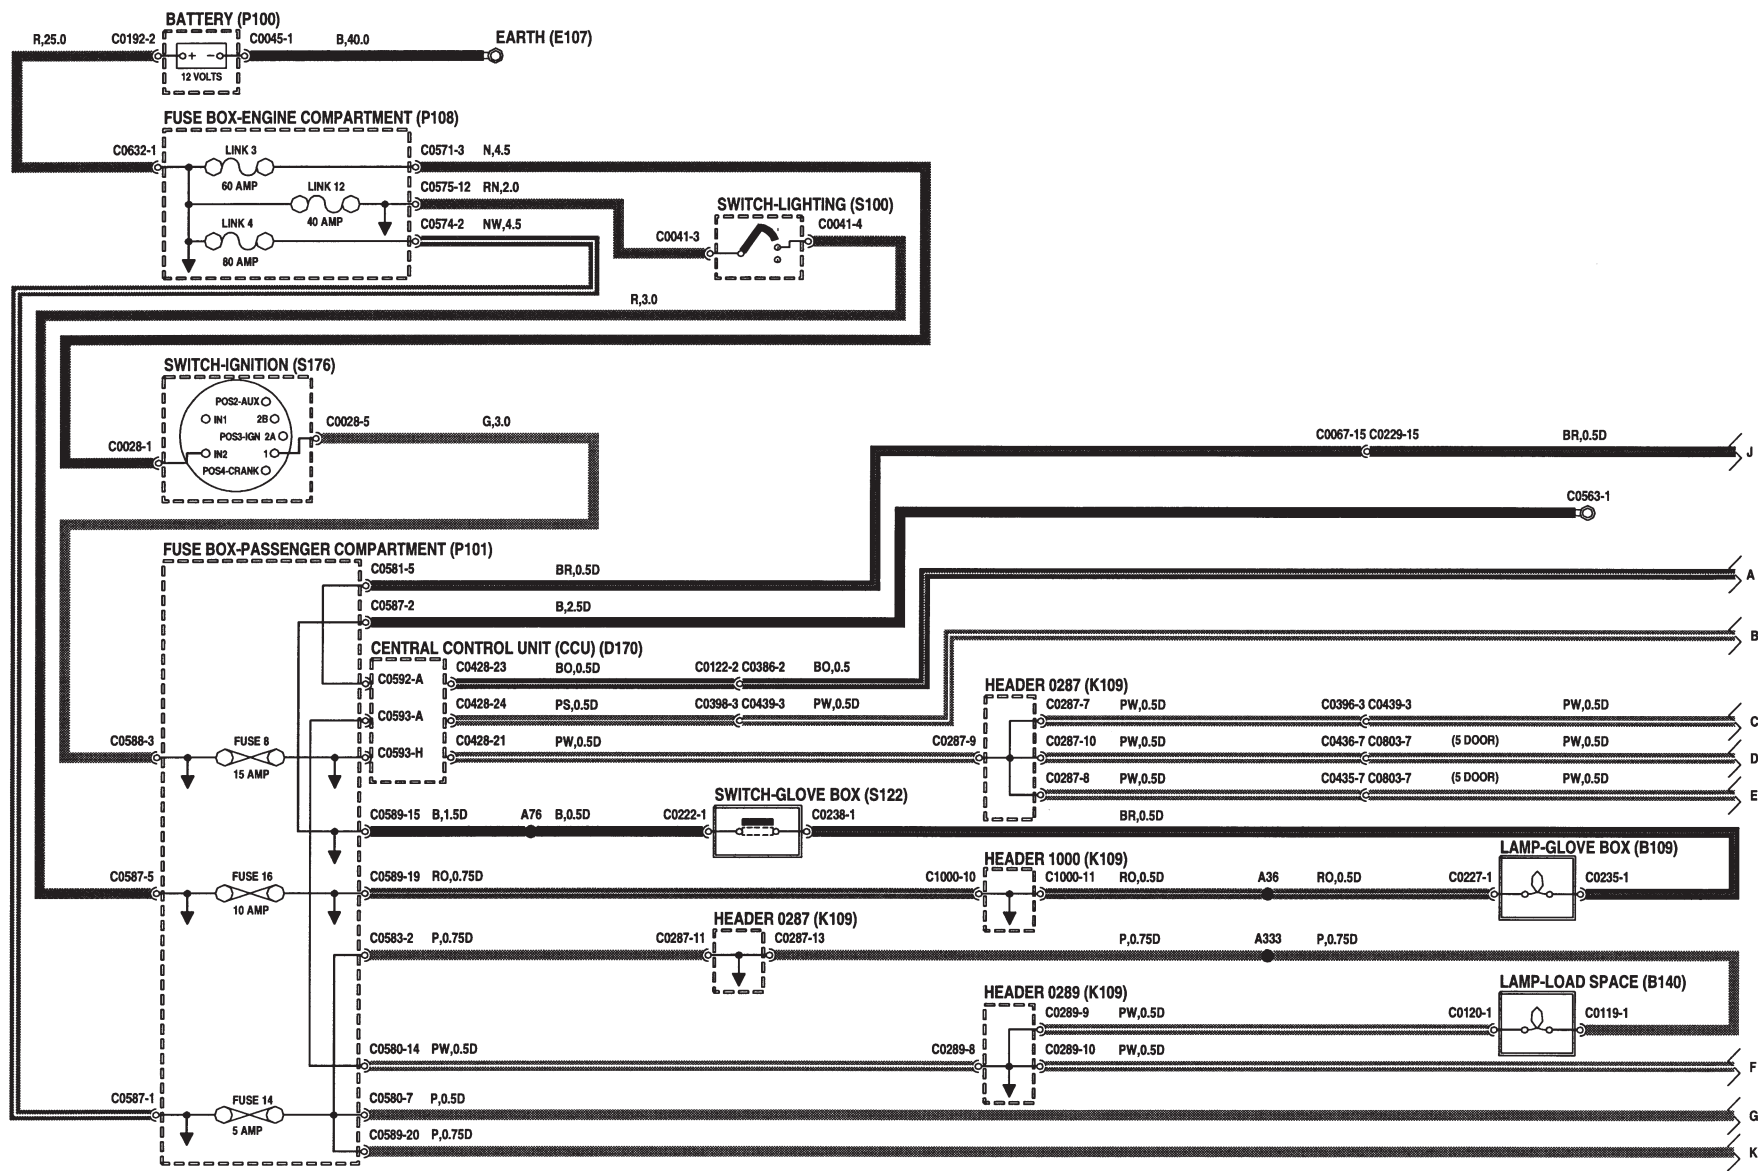 BATTERY (P100)
R,25.0 C0192-2 C0045-1 B,40.0 EARTH (E107)
+ −
12 VOLTS
FUSE BOX-ENGINE COMPARTMENT (P108)
C0632-1 LINK 3 C0571-3 N,4.5
60 AMP LINK 12 C0575-12 RN,2.0
SWITCH-LIGHTING (S100)
LINK 4 40 AMP C0574-2 NW,4.5 C0041-3 C0041-4
80 AMP
R,3.0
SWITCH-IGNITION (S176)
POS2-AUX
IN1 2B
C0028-5 G,3.0
POS3-IGN 2A
C0028-1 IN2 1
POS4-CRANK
C0067-15 C0229-15 BR,0.5D J
C0563-1
FUSE BOX-PASSENGER COMPARTMENT (P101)
C0581-5 BR,0.5D A
C0587-2 B,2.5D
B
CENTRAL CONTROL UNIT (CCU) (D170)
C0592-A C0428-23 BO,0.5D C0122-2 C0386-2 BO,0.5
HEADER 0287 (K109)
C0593-A C0428-24 PS,0.5D C0398-3 C0439-3 PW,0.5D C0287-7 PW,0.5D C0396-3 C0439-3 PW,0.5D C
C0588-3 FUSE 8 C0593-H C0428-21 PW,0.5D C0287-9 C0287-10 PW,0.5D C0436-7 C0803-7 (5 DOOR) PW,0.5D D
15 AMP C0287-8 PW,0.5D C0435-7 C0803-7 (5 DOOR) PW,0.5D E
SWITCH-GLOVE BOX (S122)
C0589-15 B,1.5D A76 B,0.5D C0222-1 C0238-1 BR,0.5D
HEADER 1000 (K109) LAMP-GLOVE BOX (B109)
C0587-5 FUSE 16 C0589-19 RO,0.75D C1000-10 C1000-11 RO,0.5D A36 RO,0.5D C0227-1 C0235-1
10 AMP
HEADER 0287 (K109)
C0583-2 P,0.75D C0287-11 C0287-13 P,0.75D A333 P,0.75D
HEADER 0289 (K109) LAMP-LOAD SPACE (B140)
C0289-9 PW,0.5D C0120-1 C0119-1
C0580-14 PW,0.5D C0289-8 C0289-10 PW,0.5D F
C0587-1 FUSE 14 C0580-7 P,0.5D G
5 AMP
C0589-20 P,0.75D K